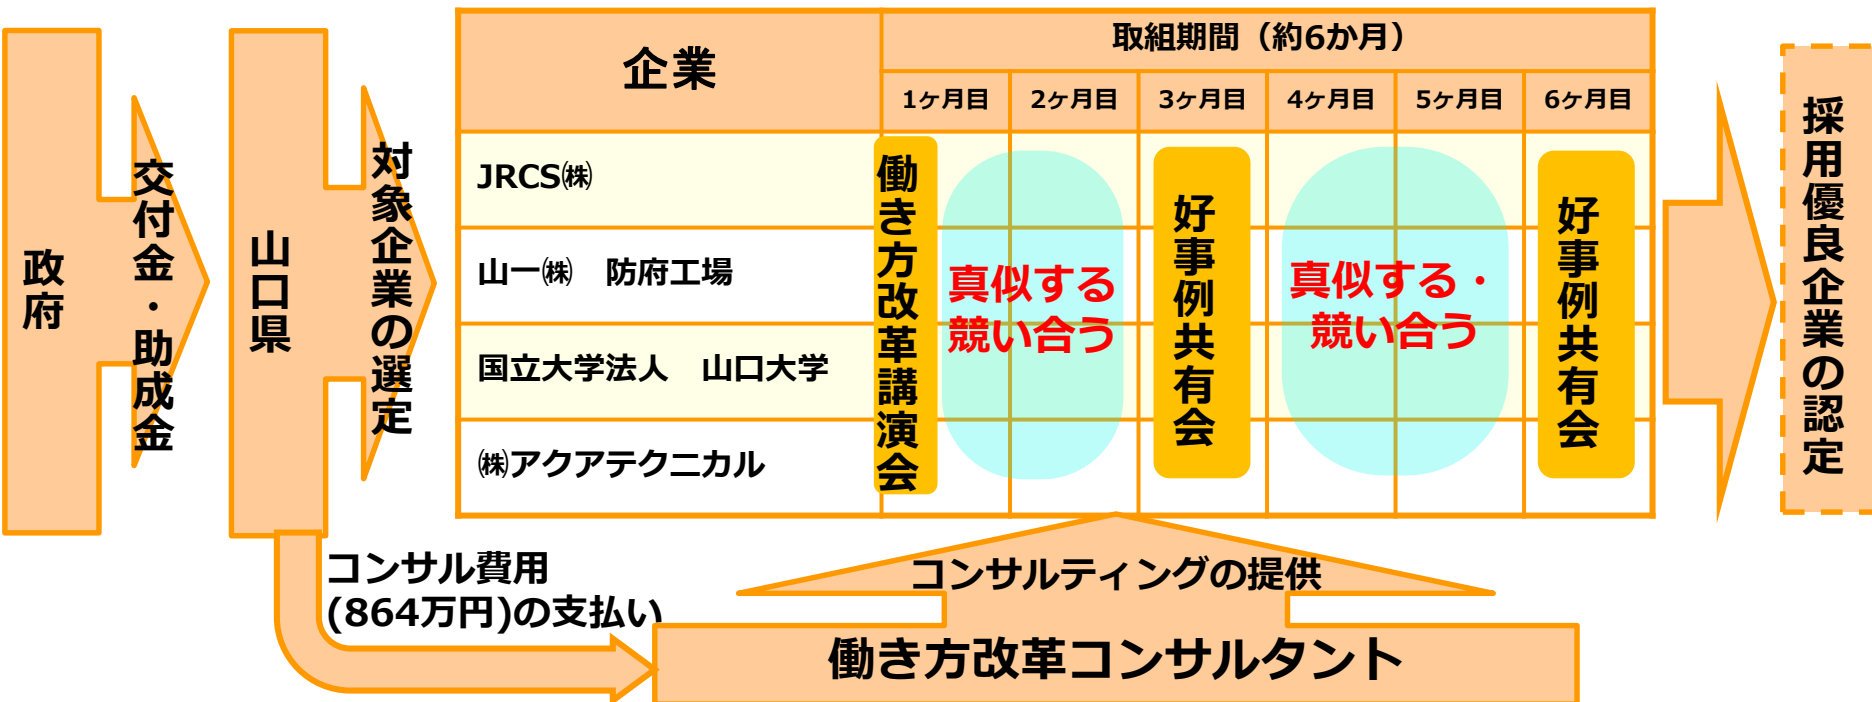 政府
交付金・助成金
山口県
対象企業の選定
企業
取組期間（約6か月）
1ヶ月目
2ヶ月目
3ヶ月目
4ヶ月目
5ヶ月目
6ヶ月目
JRCS㈱
山一㈱　防府工場
国立大学法人　山口大学
㈱アクアテクニカル
働き方改革講演会
真似する
競い合う
好事例共有会
真似する・
競い合う
好事例共有会
採用優良企業の認定
コンサル費用
(864万円)の支払い
コンサルティングの提供
働き方改革コンサルタント